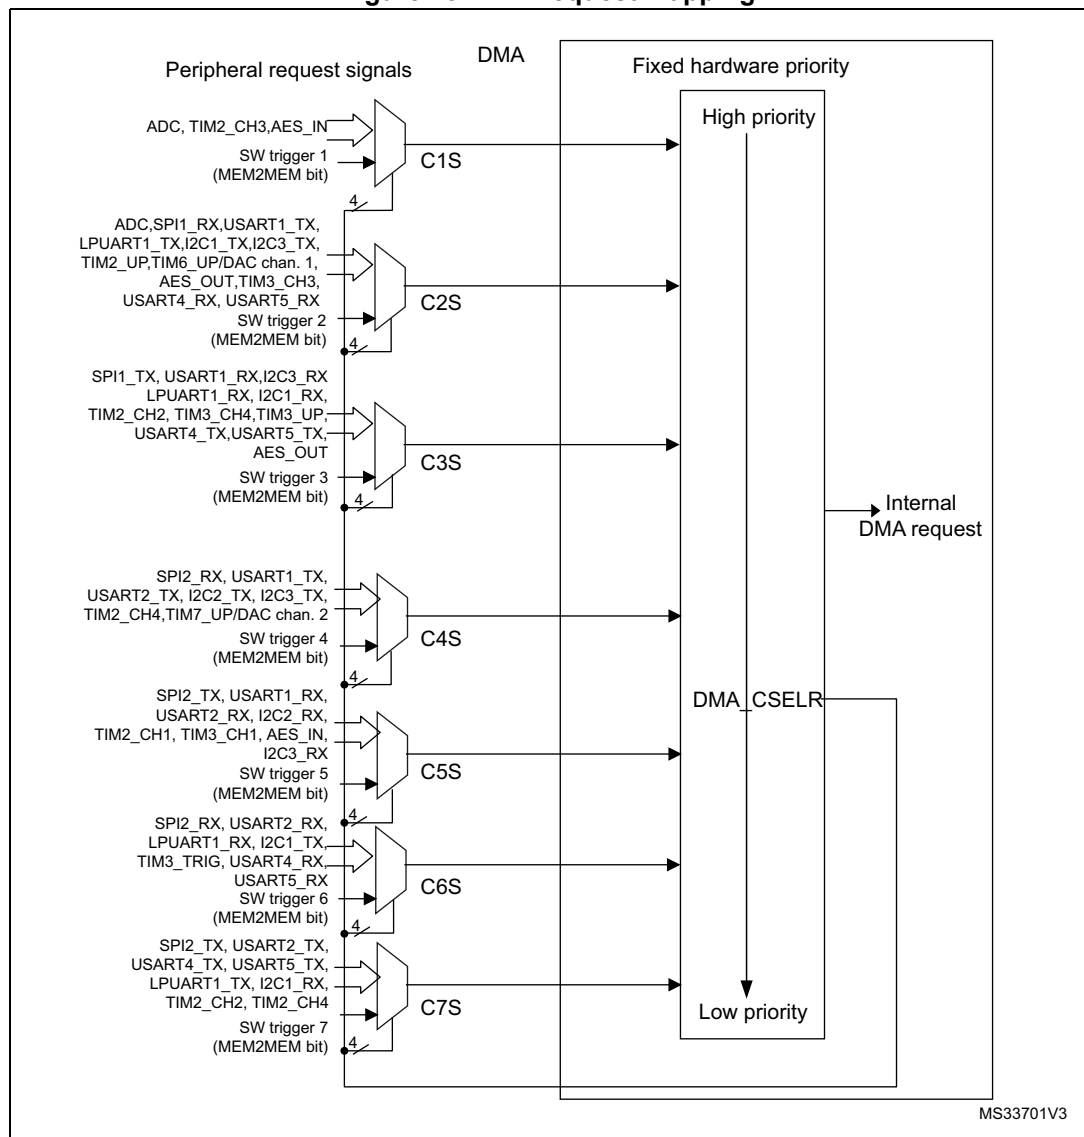 DMA
Peripheral request signals
Fixed hardware priority
High priority
ADC, TIM2_CH3,AES_IN
SW trigger 1
(MEM2MEM bit)
C1S
4
ADC,SPI1_RX,USART1_TX,
LPUART1_TX,I2C1_TX,I2C3_TX,
TIM2_UP,TIM6_UP/DAC chan. 1,
AES_OUT,TIM3_CH3,
USART4_RX, USART5_RX
SW trigger 2
(MEM2MEM bit)
C2S
4
SPI1_TX, USART1_RX,I2C3_RX
LPUART1_RX, I2C1_RX,
TIM2_CH2, TIM3_CH4,TIM3_UP,
USART4_TX,USART5_TX,
AES_OUT
SW trigger 3
(MEM2MEM bit)
C3S
4
Internal
DMA request
SPI2_RX, USART1_TX,
USART2_TX, I2C2_TX, I2C3_TX,
TIM2_CH4,TIM7_UP/DAC chan. 2
SW trigger 4
(MEM2MEM bit)
C4S
4
SPI2_TX, USART1_RX,
USART2_RX, I2C2_RX,
TIM2_CH1, TIM3_CH1, AES_IN,
I2C3_RX
SW trigger 5
(MEM2MEM bit)
C5S
4
DMA_CSELR
SPI2_RX, USART2_RX,
LPUART1_RX, I2C1_TX,
TIM3_TRIG, USART4_RX,
USART5_RX
SW trigger 6
(MEM2MEM bit)
C6S
4
SPI2_TX, USART2_TX,
USART4_TX, USART5_TX,
LPUART1_TX, I2C1_RX,
TIM2_CH2, TIM2_CH4
SW trigger 7
(MEM2MEM bit)
C7S
4
Low priority
MS33701V3